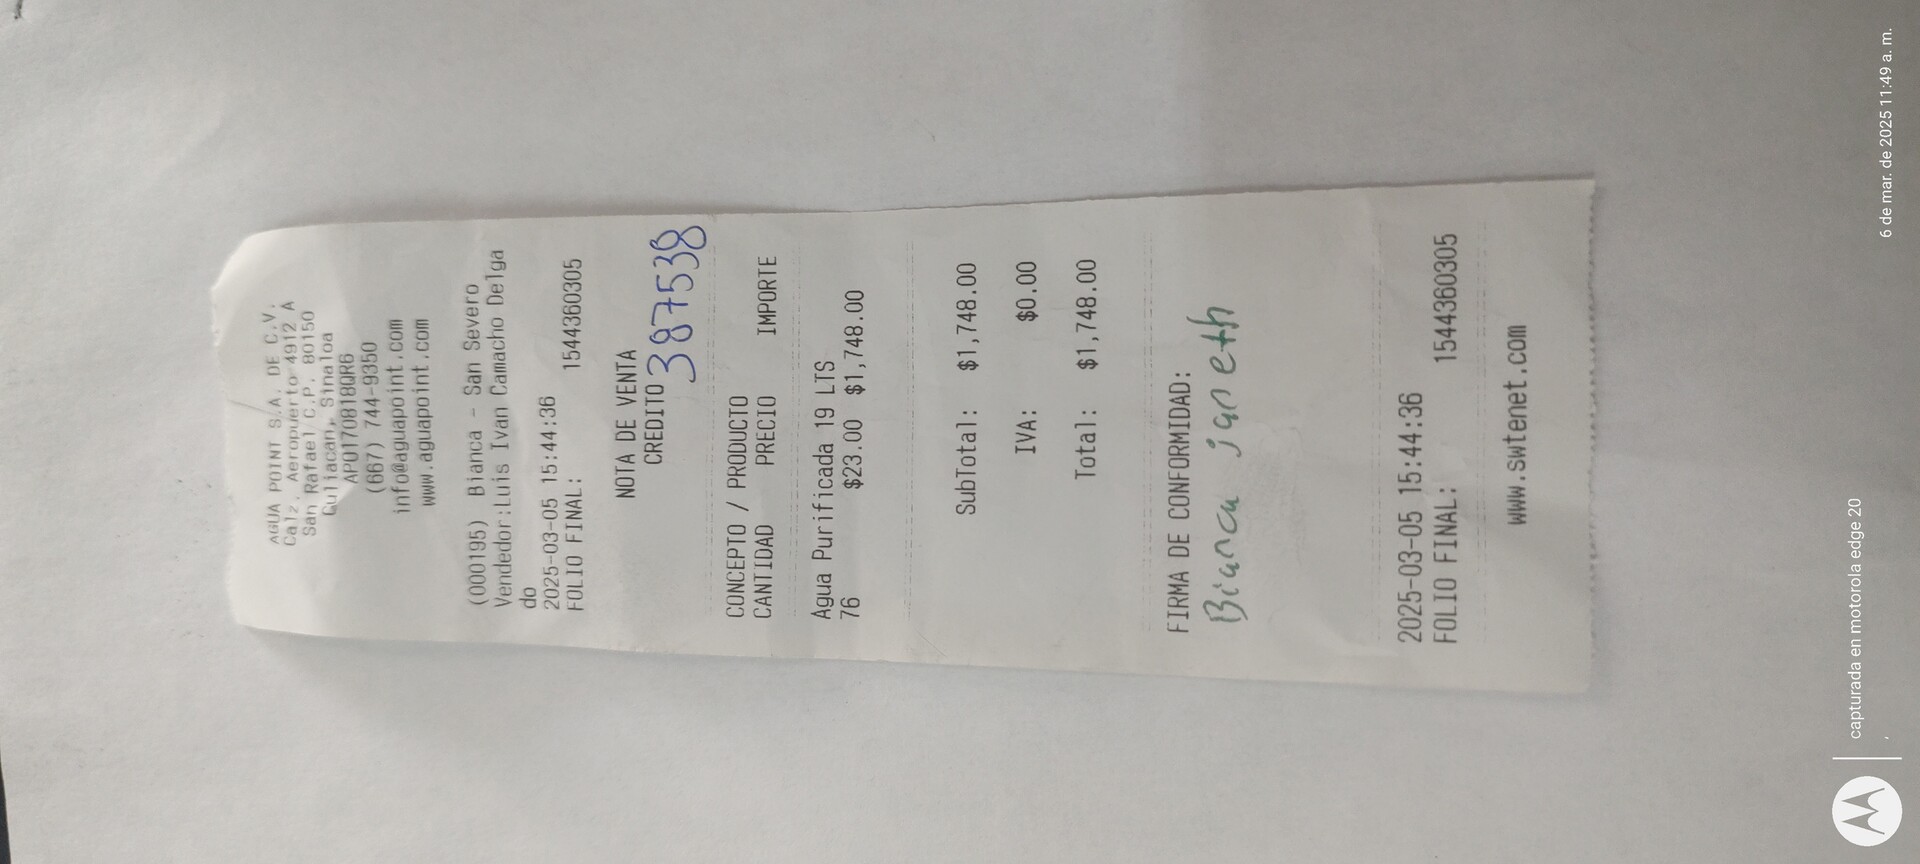 AGUA POINT S.A. DE C.V.
Calz. Aeropuerto 4912 A
San Rafael C.P. 80150
Culiacan, Sinaloa
APO170818QR6
(667) 744-9350
info@aguapoint.com
www.aguapoint.com
(000195) Bianca - San Severo
Vendedor:Luis Ivan Camacho Delga
do
2025-03-05 15:44:36
FOLIO FINAL: 1544360305
NOTA DE VENTA
CREDITO 387538
CONCEPTO / PRODUCTO
CANTIDAD PRECIO IMPORTE
Agua Purificada 19 LTS
76 $23.00 $1,748.00
SubTotal: $1,748.00
IVA: $0.00
Total: $1,748.00
FIRMA DE CONFORMIDAD:
Bianca janeth
2025-03-05 15:44:36
FOLIO FINAL: 1544360305
www.swtenet.com
capturada en motorola edge 20
6 de mar. de 2025 11:49 a. m.